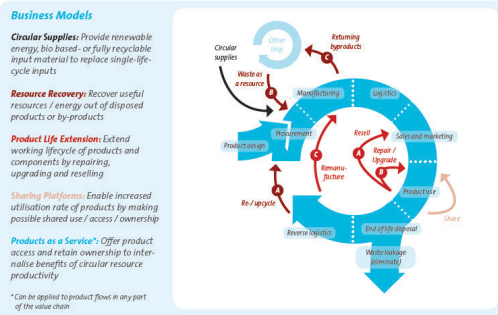 Business Models
Circular Supplies: Provide renewable
energy, bio based- or fully recyclable
input material to replace single-life-
cycle inputs
Resource Recovery: Recover useful
resources / energy out of disposed
products or by-products
Product Life Extension: Extend
working lifecycle of products and
components by repairing,
upgrading and reselling
Sharing Platforms: Enable increased
utilisation rate of products by making
possible shared use / access / ownership
Products as a Service*: Offer product
access and retain ownership to inter-
nalise benefits of circular resource
productivity
* Can be applied to product flows in any part
of the value chain
Other
loop
Returning
byproducts
Circular
supplies
C
Waste as
a resource
B
Manufacturing
Logistics
Procurement
Product design
Resell
Sales and marketing
A
Repair /
Upgrade
B
C
Remanu-
facture
Product use
Re- / upcycle
A
Share
Reverse logistics
End of life disposal
Waste leakage
(eliminate)